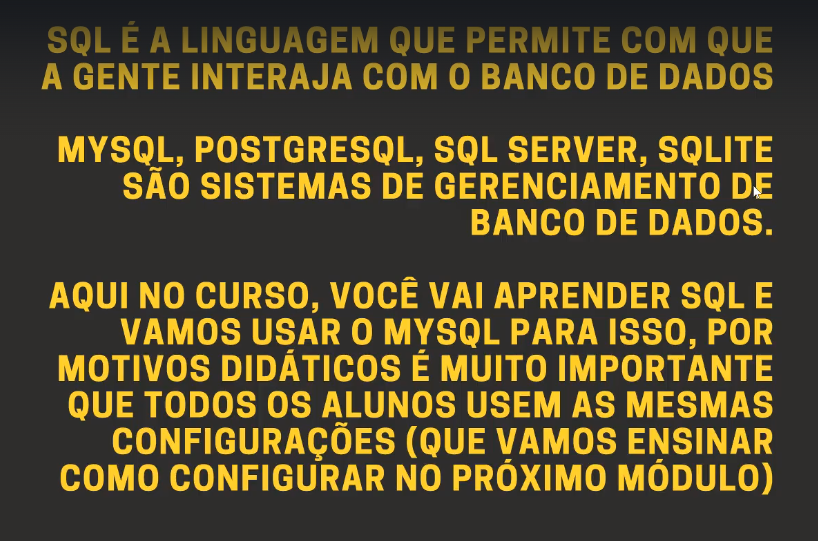 SQL É A LINGUAGEM QUE PERMITE COM QUE
A GENTE INTERAJA COM O BANCO DE DADOS
MYSQL, POSTGRESQL, SQL SERVER, SQLITE
SÃO SISTEMAS DE GERENCIAMENTO DE
BANCO DE DADOS.
AQUI NO CURSO, VOCÊ VAI APRENDER SQL E
VAMOS USAR O MYSQL PARA ISSO, POR
MOTIVOS DIDÁTICOS É MUITO IMPORTANTE
QUE TODOS OS ALUNOS USEM AS MESMAS
CONFIGURAÇÕES (QUE VAMOS ENSINAR
COMO CONFIGURAR NO PRÓXIMO MÓDULO)